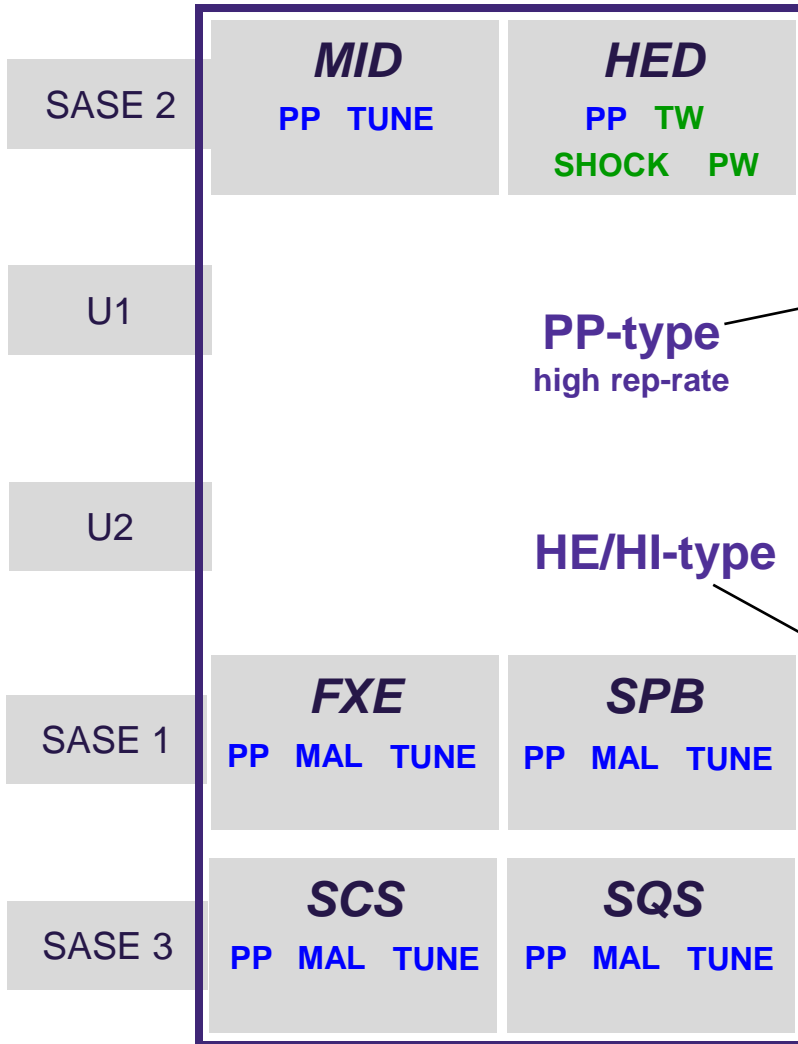 MID HED
SASE 2
PP TUNE PP TW
SHOCK PW
U1
PP-type
high rep-rate
U2
HE/HI-type
FXE SPB
SASE 1
PP MAL TUNE PP MAL TUNE
SCS SQS
SASE 3
PP MAL TUNE PP MAL TUNE